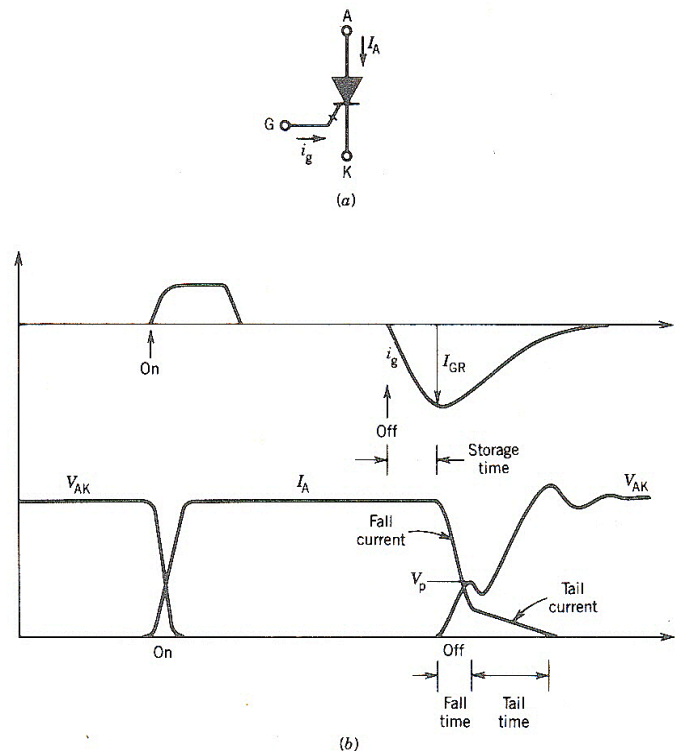 A
I_A
G
i_g
K
(a)
On
i_g
I_GR
Off
Storage
time
V_AK
I_A
V_AK
Fall
current
V_p
Tail
current
On
Off
Fall
time
Tail
time
(b)